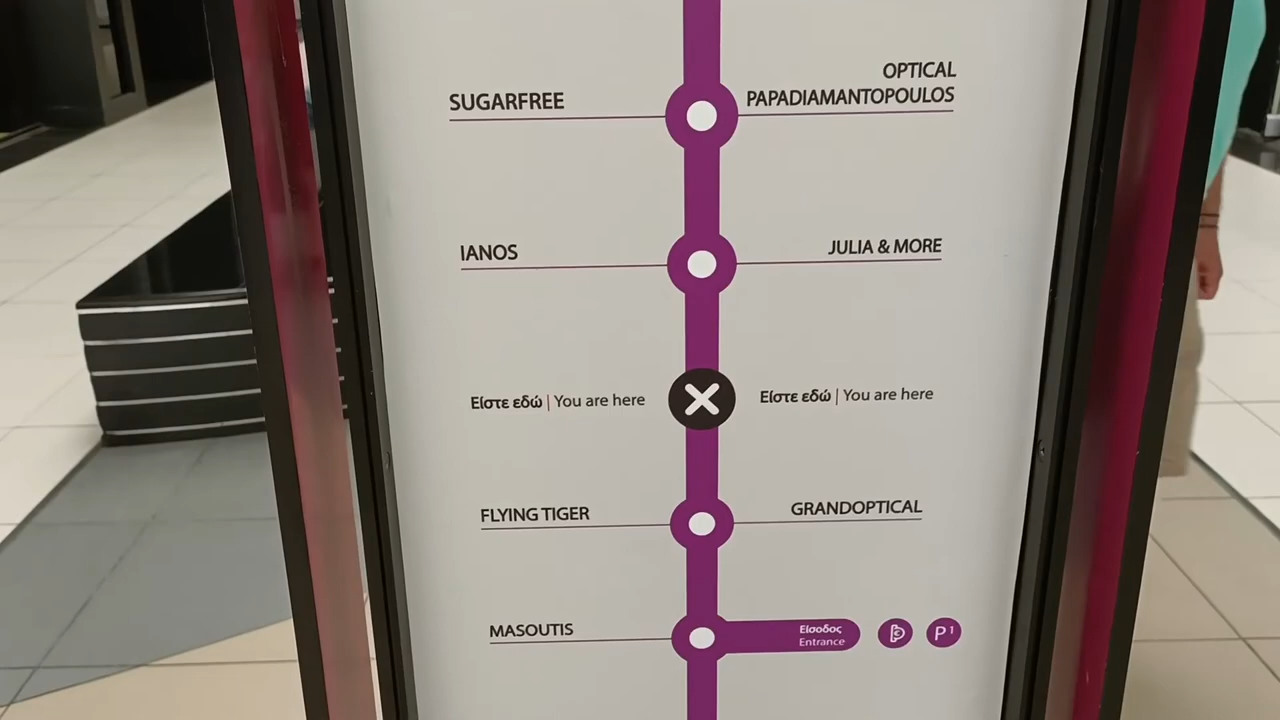 SUGARFREE
OPTICAL
PAPADIAMANTOPOULOS
IANOS
JULIA & MORE
Είστε εδώ | You are here
Είστε εδώ | You are here
FLYING TIGER
GRANDOPTICAL
MASOUTIS
Είσοδος
Entrance
P1